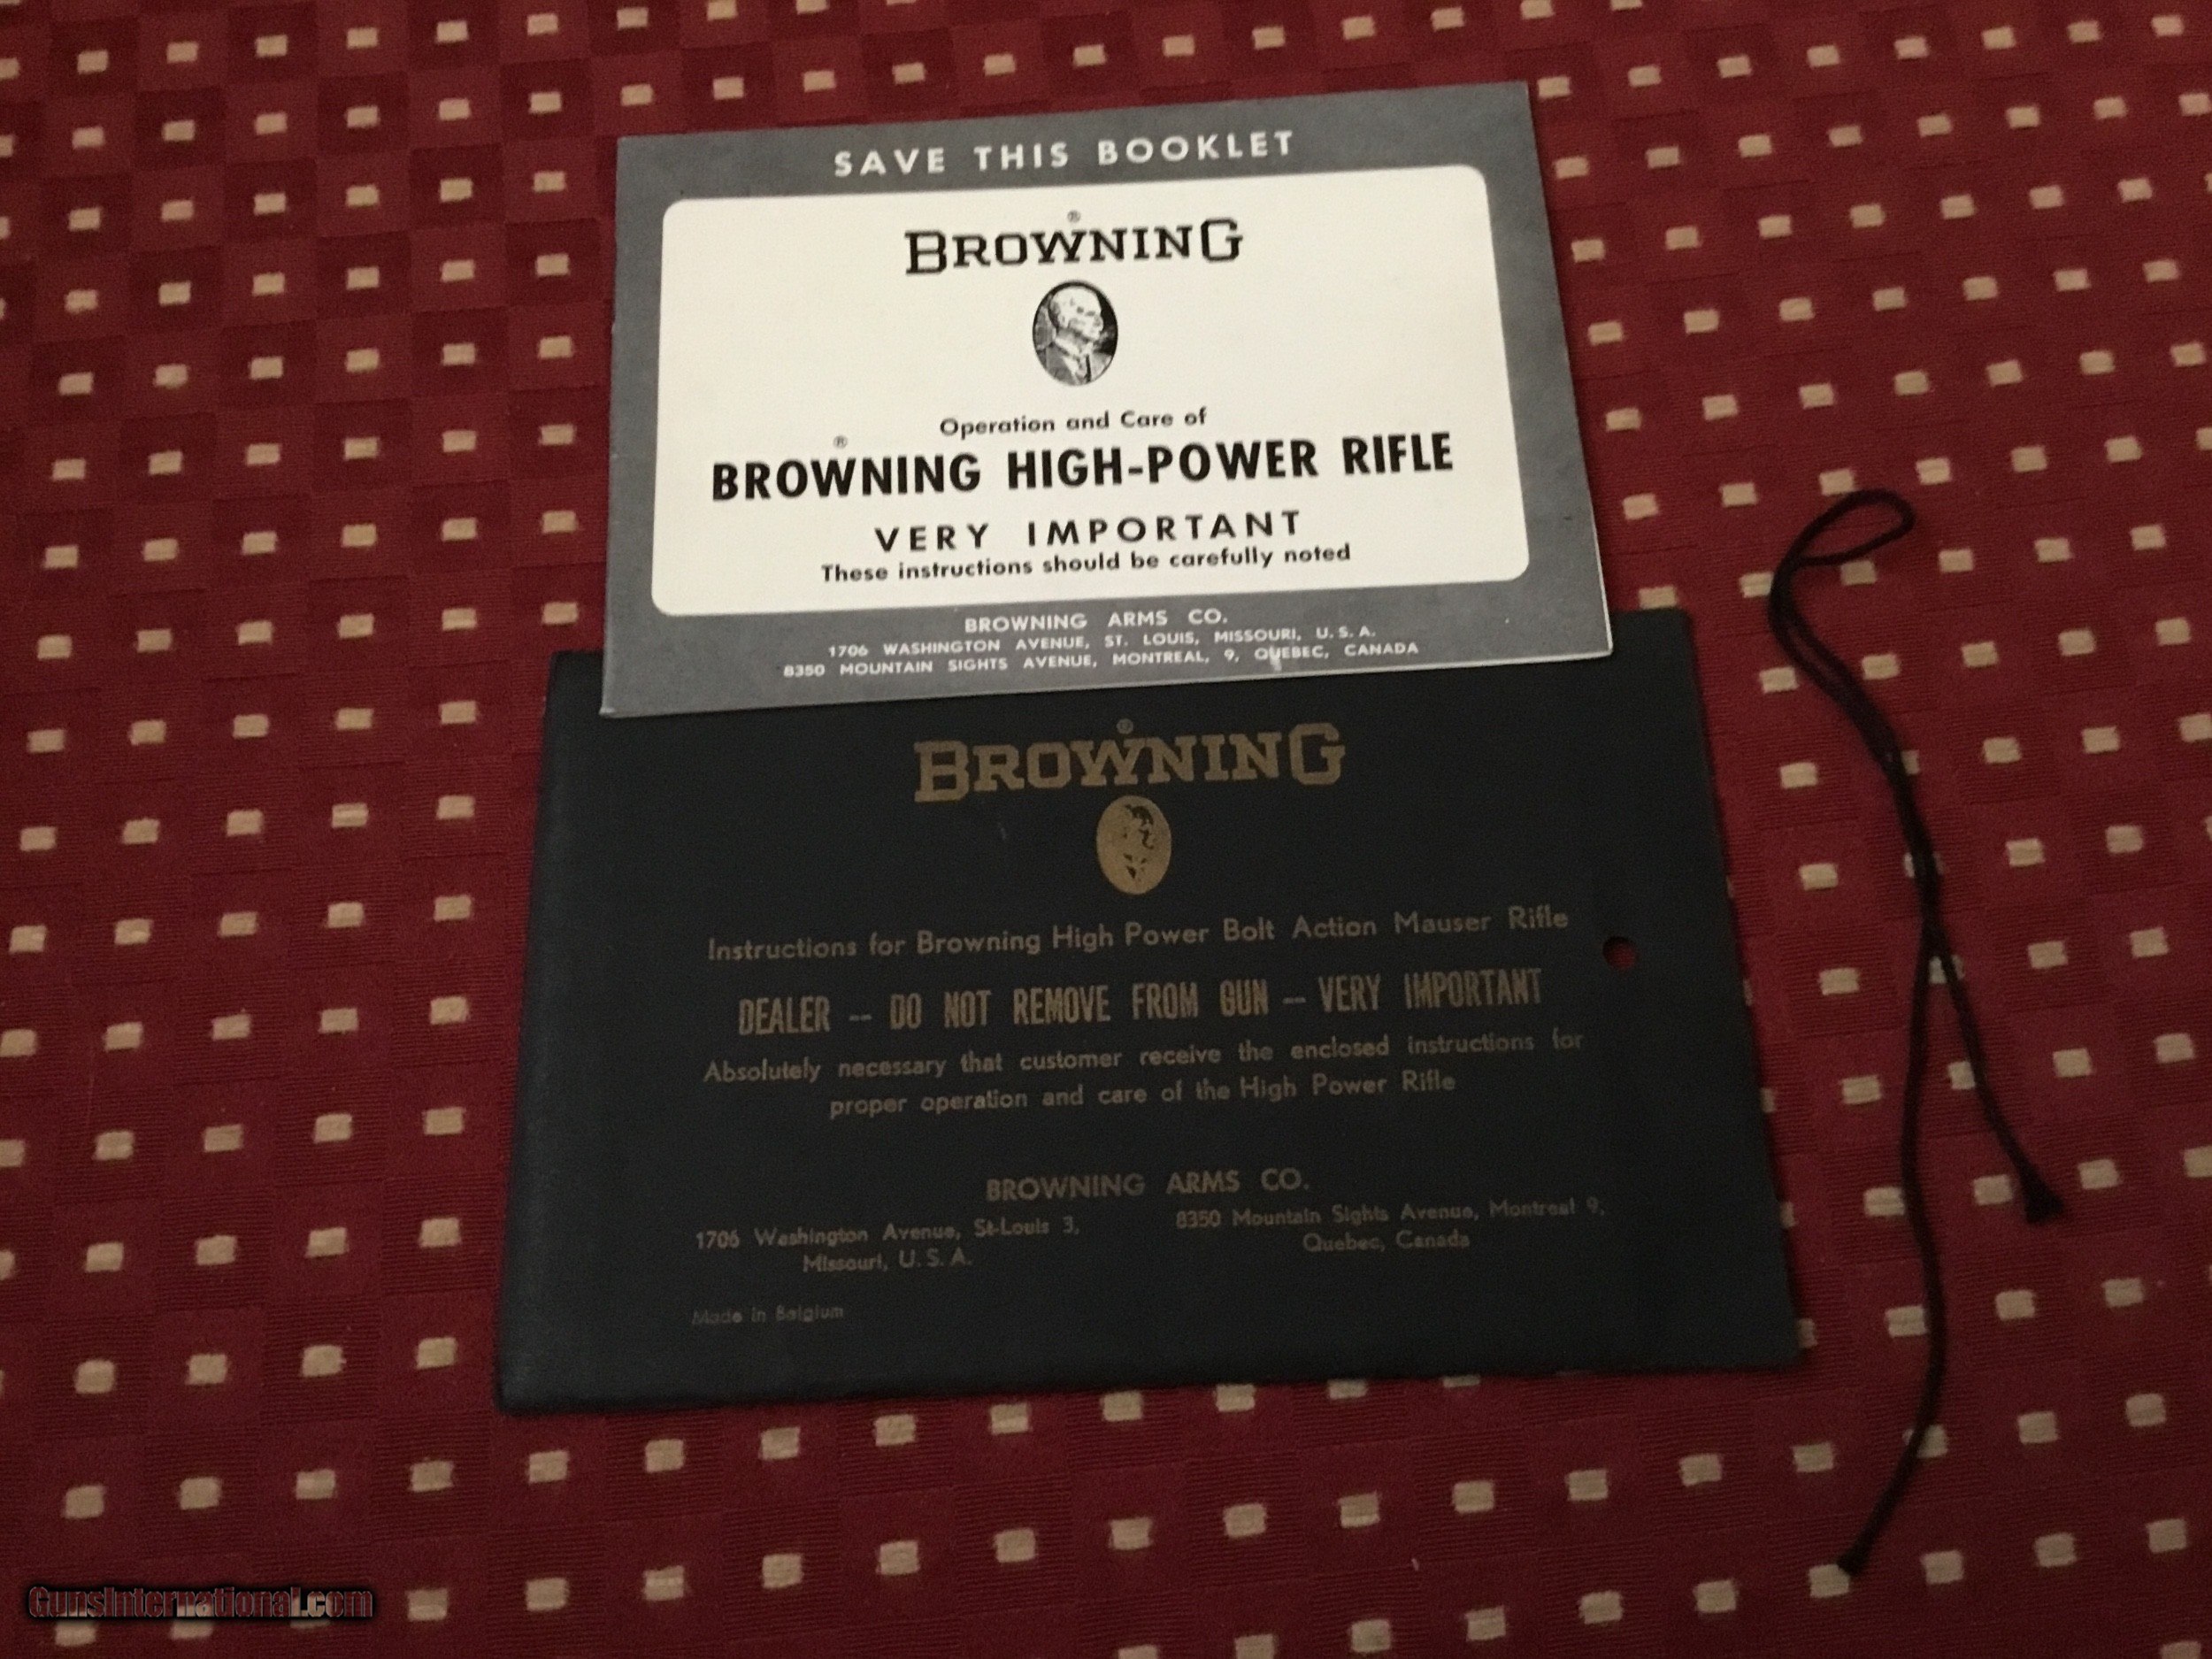 SAVE THIS BOOKLET
BROWNING
®
Operation and Care of
®
BROWNING HIGH-POWER RIFLE
VERY IMPORTANT
These instructions should be carefully noted
BROWNING ARMS CO.
1706 WASHINGTON AVENUE, ST. LOUIS, MISSOURI, U. S. A.
8350 MOUNTAIN SIGHTS AVENUE, MONTREAL, 9, QUEBEC, CANADA
BROWNING
®
Instructions for Browning High Power Bolt Action Mauser Rifle
DEALER -- DO NOT REMOVE FROM GUN -- VERY IMPORTANT
Absolutely necessary that customer receive the enclosed instructions for
proper operation and care of the High Power Rifle
BROWNING ARMS CO.
1706 Washington Avenue, St-Louis 3,
Missouri, U. S. A.
8350 Mountain Sights Avenue, Montreal 9,
Quebec, Canada
Made in Belgium
GunsInternational.com